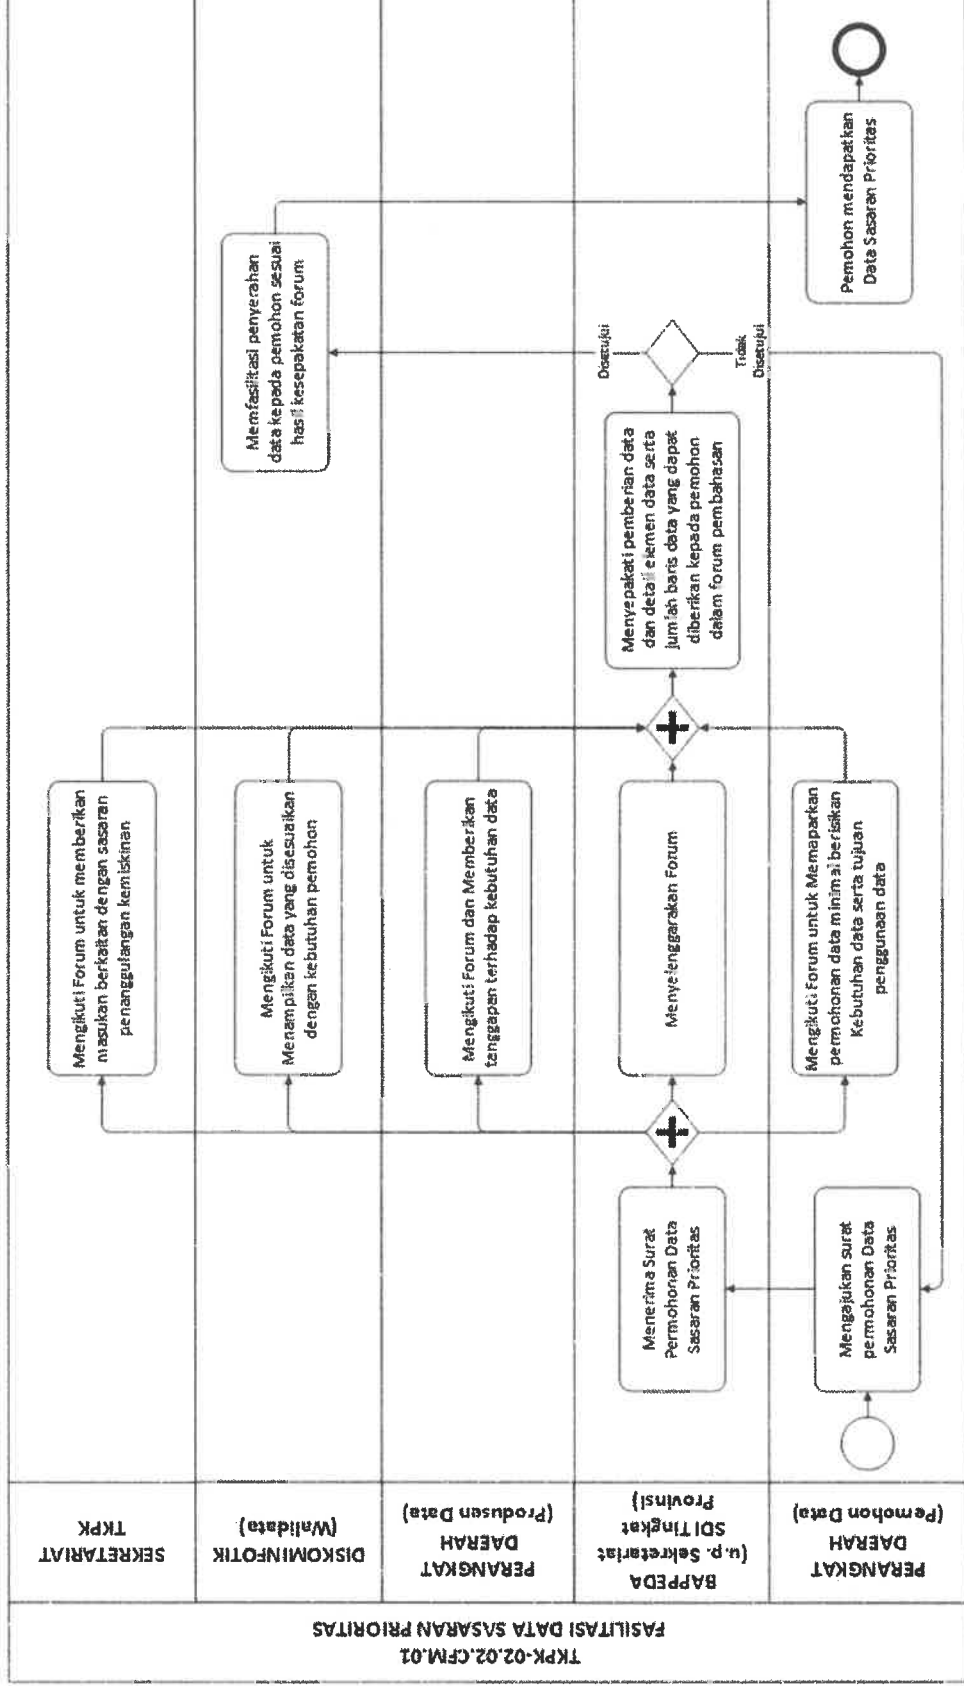 TKPK-02.02.CFM.01
FASILITASI DATA SASARAN PRIORITAS
SEKRETARIAT
TKPK
DISKOMINFOTIK
(Walidata)
PERANGKAT
DAERAH
(Produsen Data)
BAPPEDA
(u.p. Sekretariat
SDI Tingkat
Provinsi)
PERANGKAT
DAERAH
(Pemohon Data)
Mengajukan surat
permohonan Data
Sasaran Prioritas
Menerima Surat
Permohonan Data
Sasaran Prioritas
Mengikuti Forum untuk memberikan
masukan berkaitan dengan sasaran
penanggulangan kemiskinan
Mengikuti Forum untuk
Menampilkan data yang disesuaikan
dengan kebutuhan pemohon
Mengikuti Forum dan Memberikan
tanggapan terhadap kebutuhan data
Menyelenggarakan Forum
Mengikuti Forum untuk Memaparkan
permohonan data minimal berisikan
Kebutuhan data serta tujuan
penggunaan data
Menyepakati pemberian data
dan detail elemen data serta
jumlah baris data yang dapat
diberikan kepada pemohon
dalam forum pembahasan
Disetujui
Tidak
Disetujui
Memfasilitasi penyerahan
data kepada pemohon sesuai
hasil kesepakatan forum
Pemohon mendapatkan
Data Sasaran Prioritas